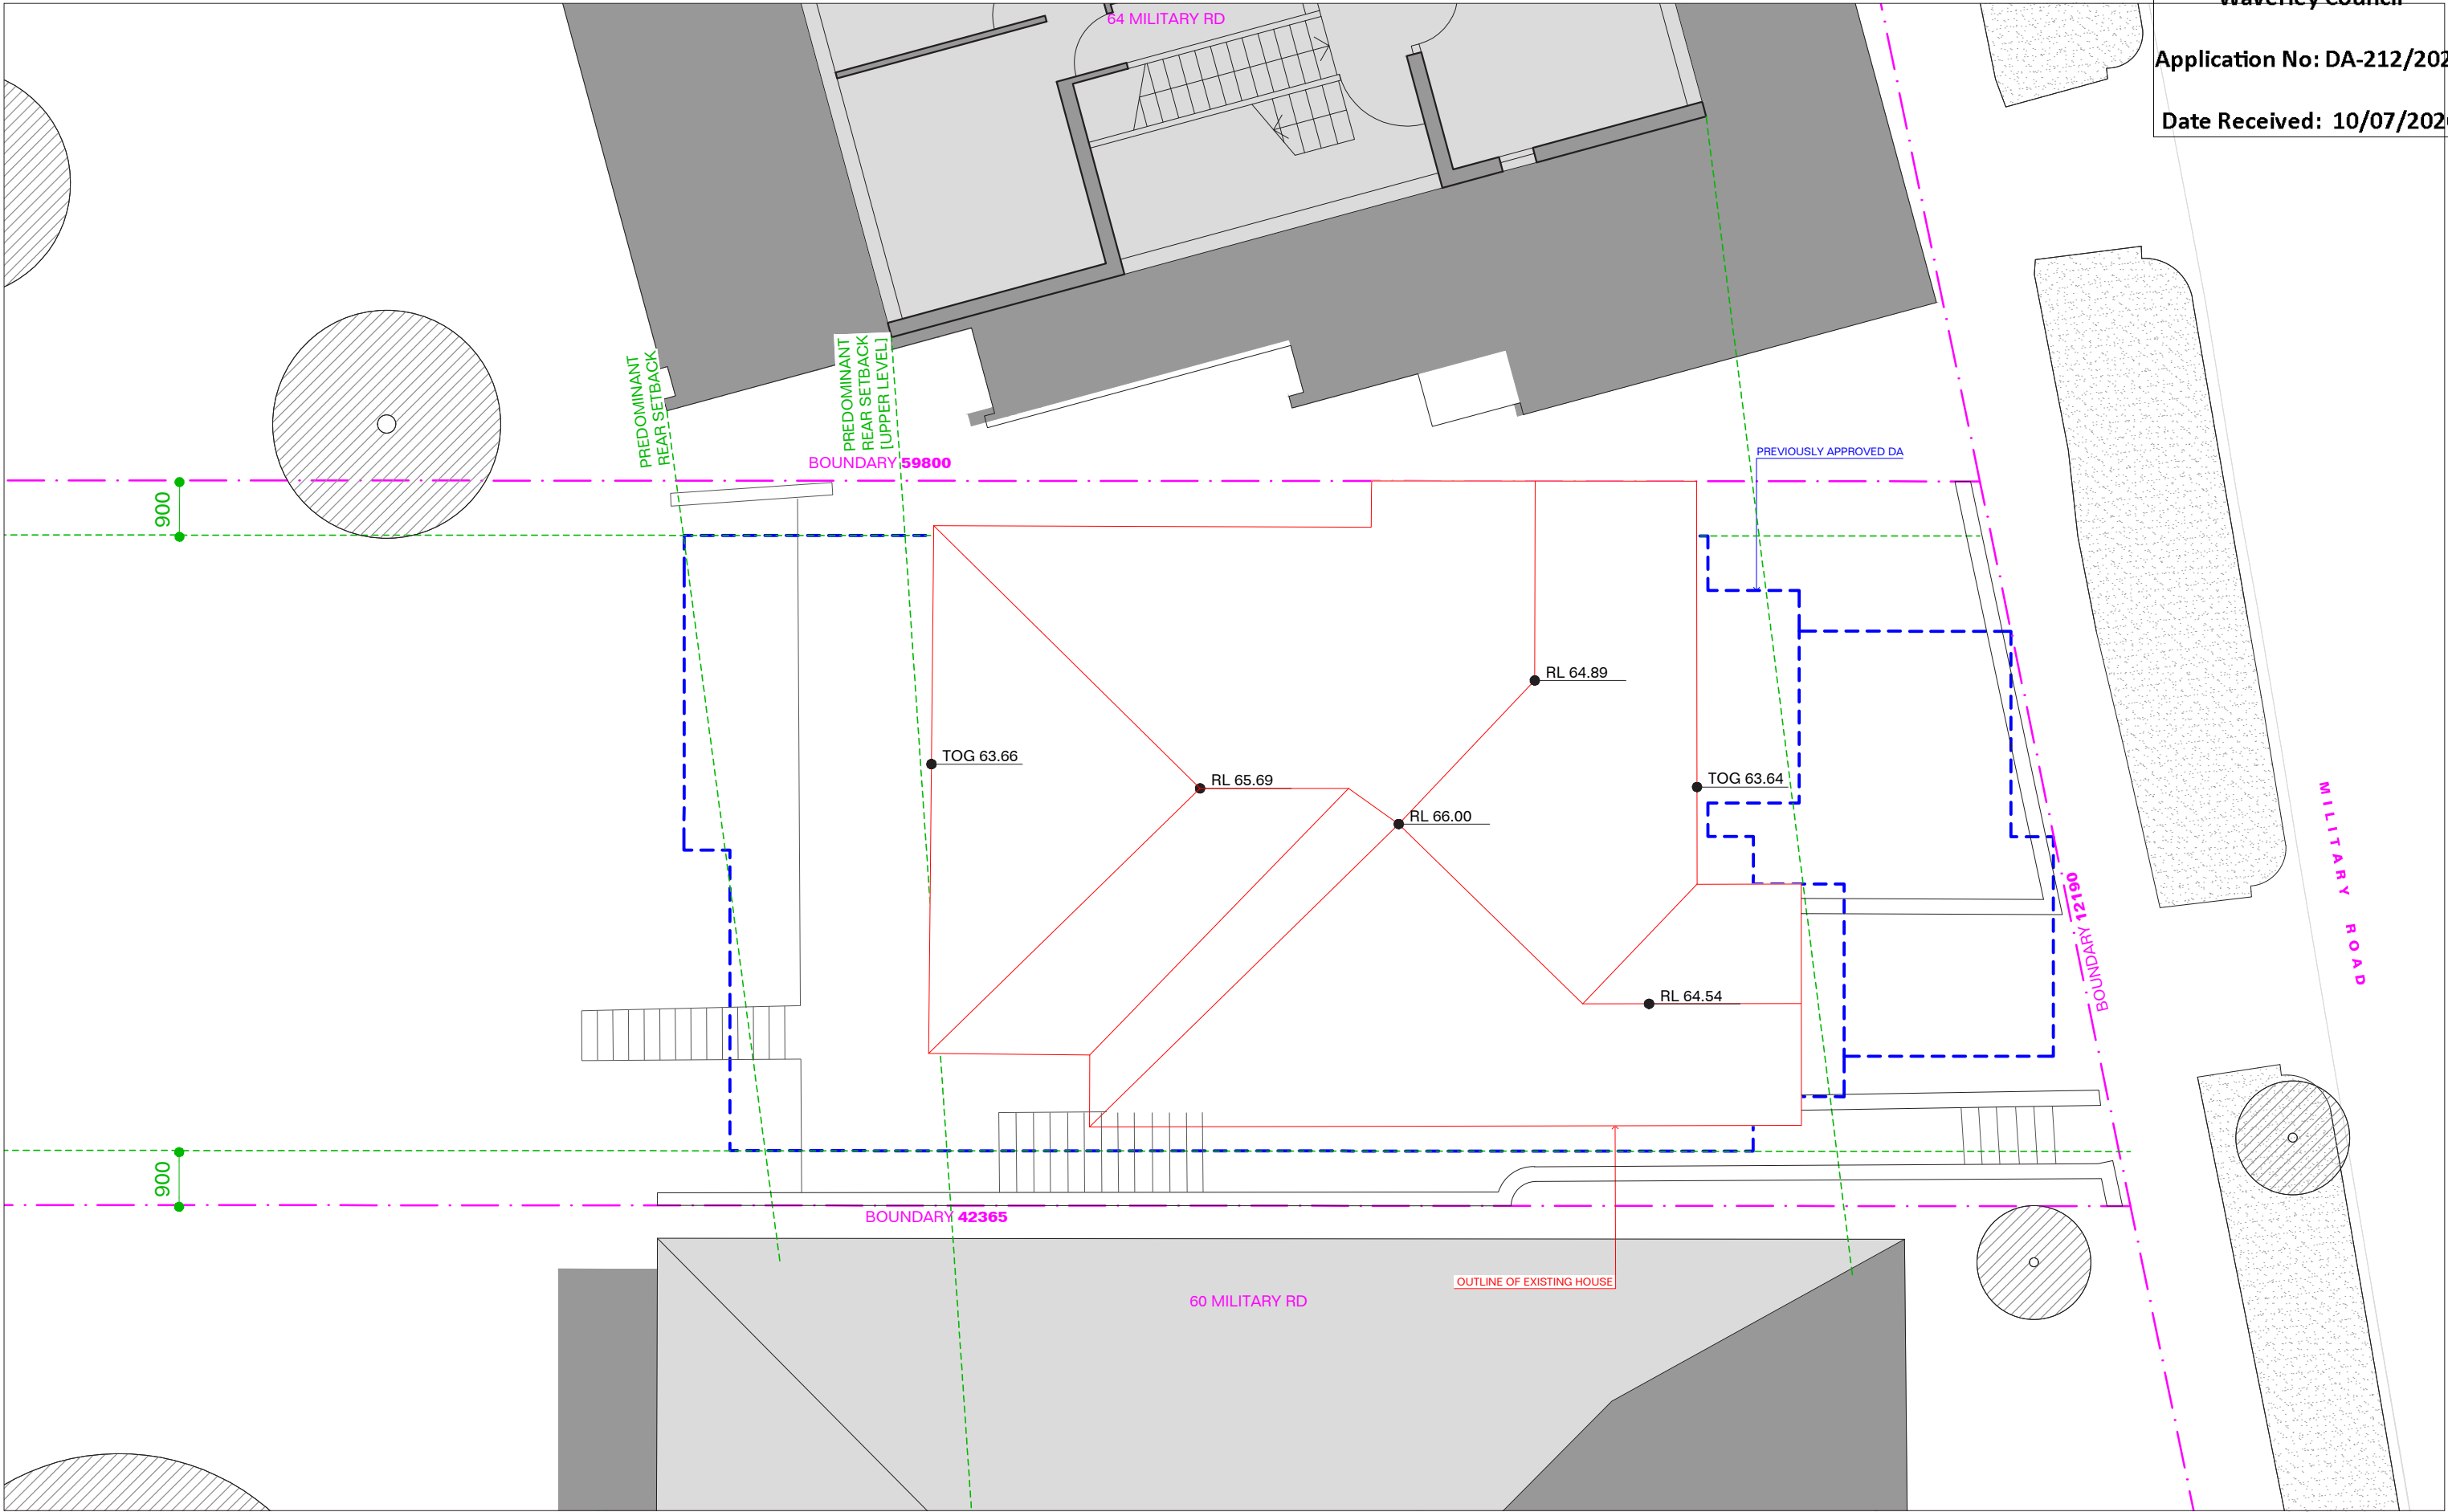 64 MILITARY RD
Waverley Council
Application No: DA-212/202
Date Received: 10/07/202
PREDOMINANT
REAR SETBACK
PREDOMINANT
REAR SETBACK
[UPPER LEVEL]
BOUNDARY 59800
PREVIOUSLY APPROVED DA
900
RL 64.89
TOG 63.66
RL 65.69
TOG 63.64
RL 66.00
MILITARY ROAD
BOUNDARY 12190
RL 64.54
900
BOUNDARY 42365
OUTLINE OF EXISTING HOUSE
60 MILITARY RD